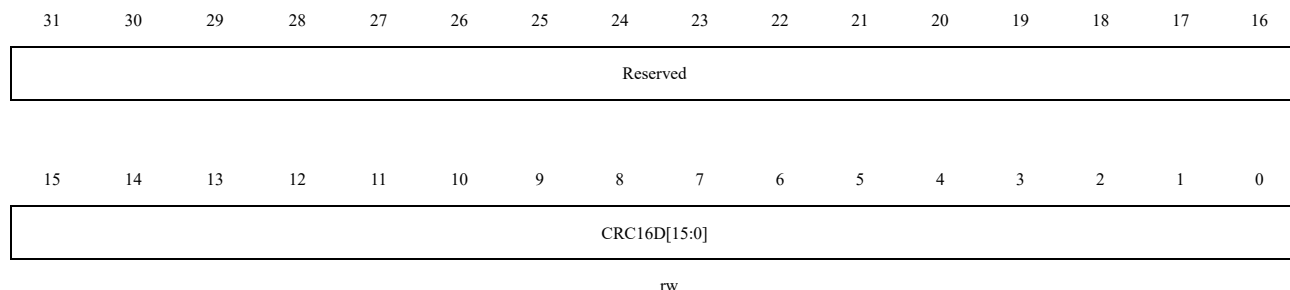 31 30 29 28 27 26 25 24 23 22 21 20 19 18 17 16
Reserved
15 14 13 12 11 10 9 8 7 6 5 4 3 2 1 0
CRC16D[15:0]
rw